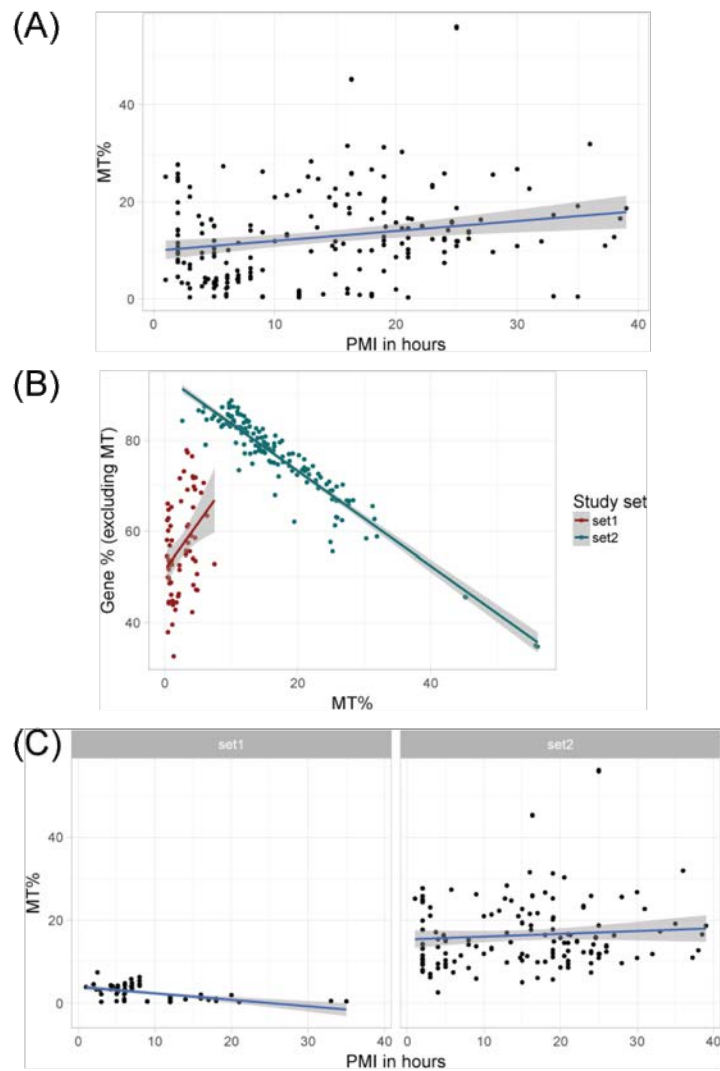 (A)
MT%
40
20
0
0 10 20 30 40
PMI in hours
(B)
Gene % (excluding MT)
80
60
40
0 20 40
MT%
Study set
set1
set2
(C)
set1 set2
MT%
40
20
0
0 10 20 30 40 0 10 20 30 40
PMI in hours